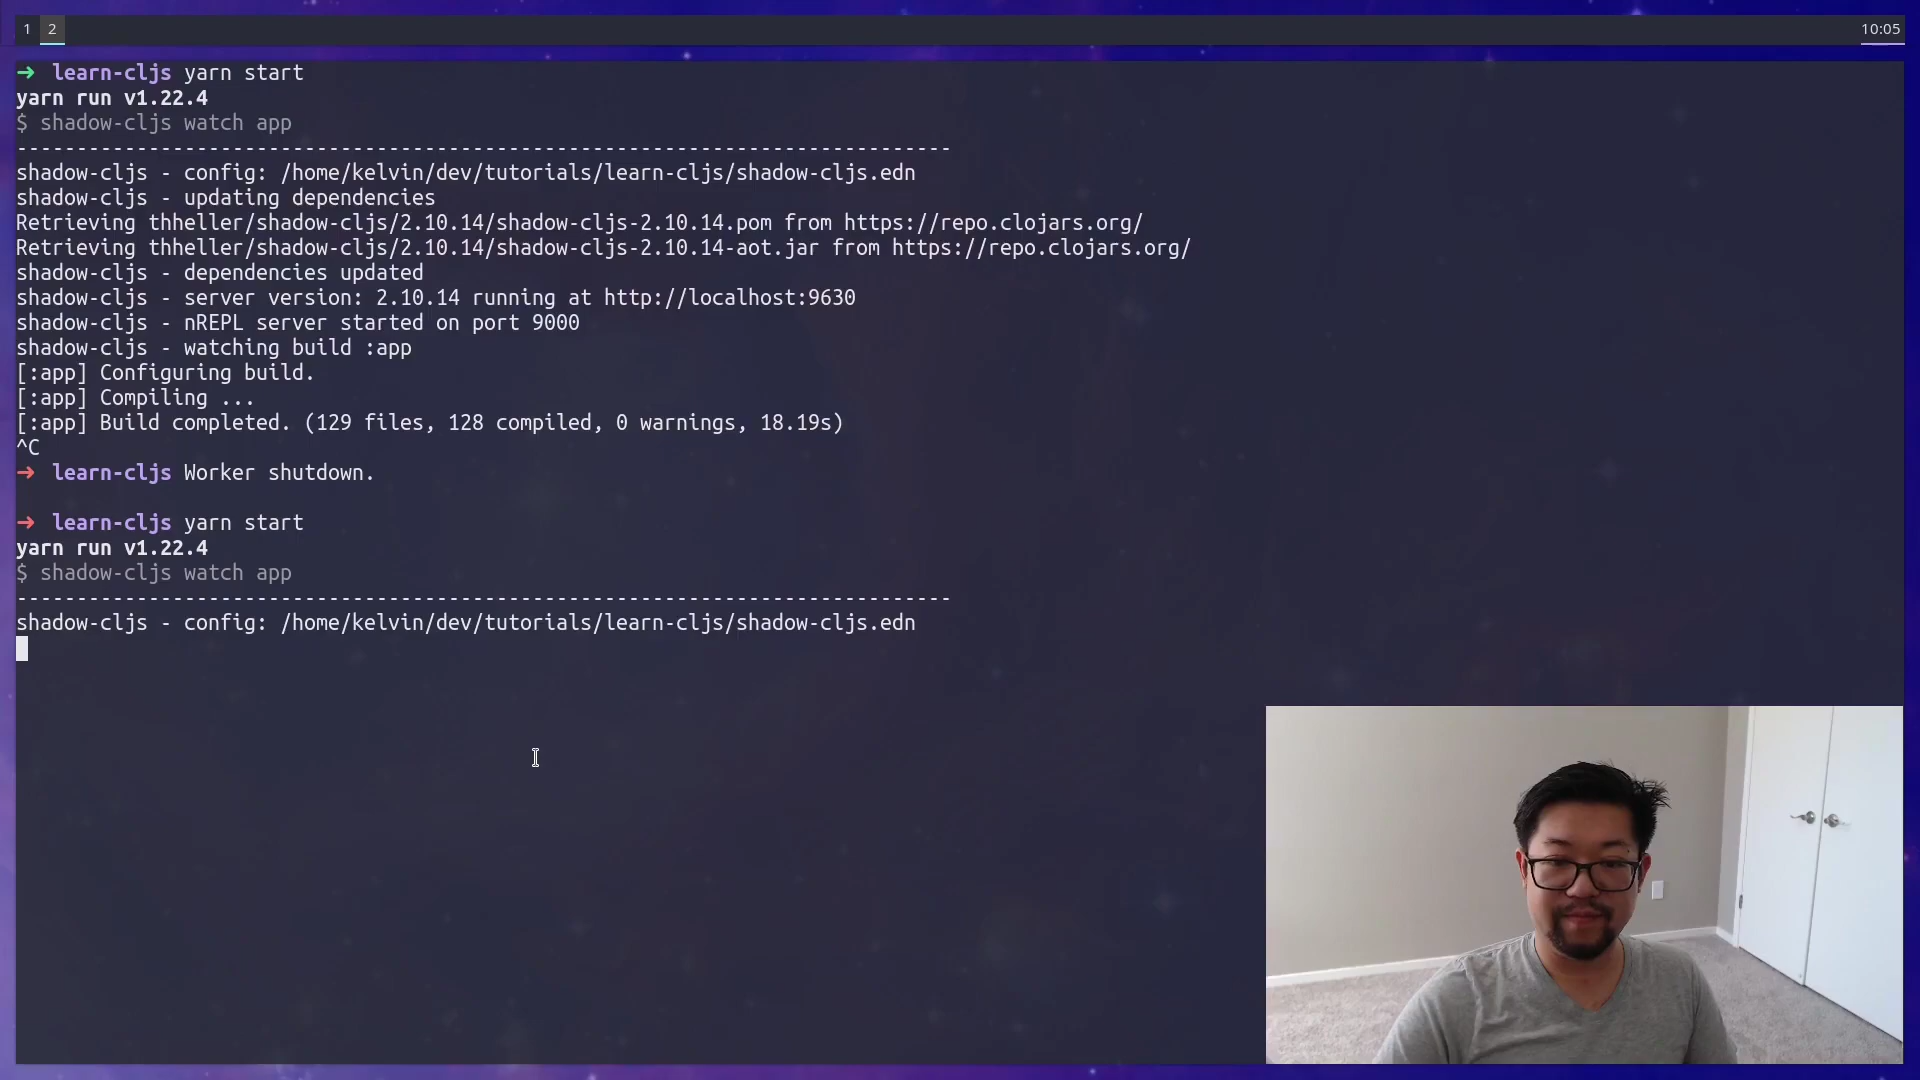 1 2 10:05
➜ learn-cljs yarn start
yarn run v1.22.4
$ shadow-cljs watch app
------------------------------------------------------------------------------
shadow-cljs - config: /home/kelvin/dev/tutorials/learn-cljs/shadow-cljs.edn
shadow-cljs - updating dependencies
Retrieving thheller/shadow-cljs/2.10.14/shadow-cljs-2.10.14.pom from https://repo.clojars.org/
Retrieving thheller/shadow-cljs/2.10.14/shadow-cljs-2.10.14-aot.jar from https://repo.clojars.org/
shadow-cljs - dependencies updated
shadow-cljs - server version: 2.10.14 running at http://localhost:9630
shadow-cljs - nREPL server started on port 9000
shadow-cljs - watching build :app
[:app] Configuring build.
[:app] Compiling ...
[:app] Build completed. (129 files, 128 compiled, 0 warnings, 18.19s)
^C
➜ learn-cljs Worker shutdown.
➜ learn-cljs yarn start
yarn run v1.22.4
$ shadow-cljs watch app
------------------------------------------------------------------------------
shadow-cljs - config: /home/kelvin/dev/tutorials/learn-cljs/shadow-cljs.edn